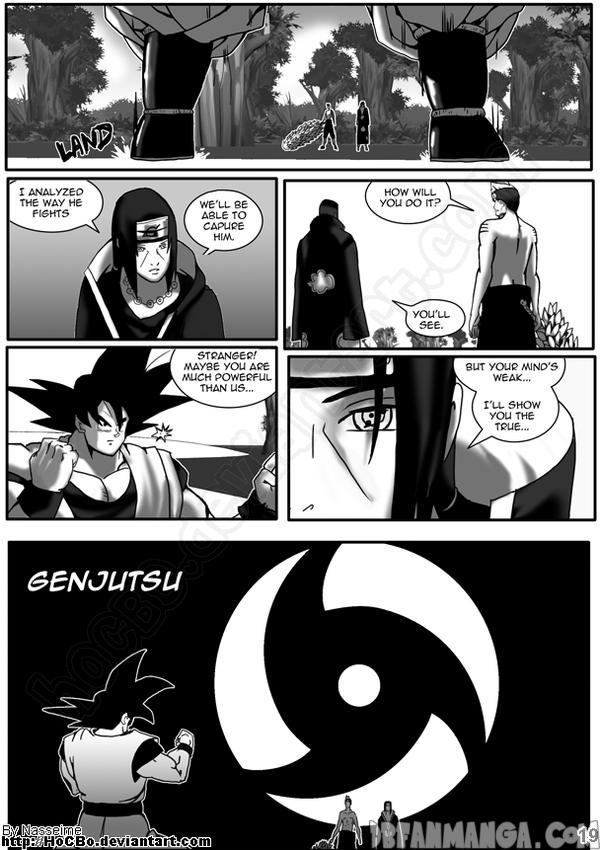 LAND
I ANALYZED
THE WAY HE
FIGHTS
WE'LL BE
ABLE TO
CAPURE
HIM.
HOW WILL
YOU DO IT?
YOU'LL
SEE.
STRANGER!
MAYBE YOU ARE
MUCH POWERFUL
THAN US...
BUT YOUR MIND'S
WEAK...
I'LL SHOW
YOU THE
TRUE...
GENJUTSU
By Nasseime
http://HOCBo.deviantart.com
DBFANMANGA.COM
19